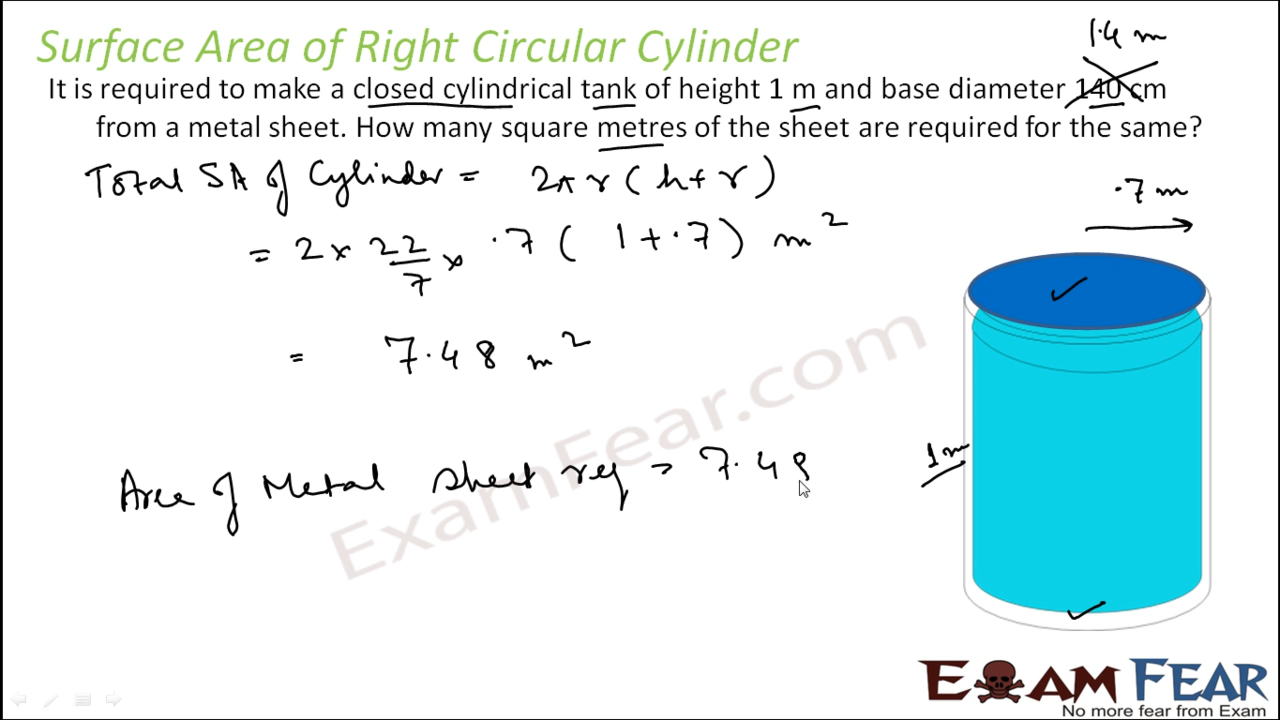 Surface Area of Right Circular Cylinder
1.4 m
It is required to make a closed cylindrical tank of height 1 m and base diameter 140 cm
from a metal sheet. How many square metres of the sheet are required for the same?
Total SA of Cylinder = 2πr (h+r)
.7 m
= 2 × 22/7 × .7 ( 1 + .7) m²
= 7.48 m²
Area of Metal sheet req = 7.48
1m
ExamFear.com
EXAM FEAR
No more fear from Exam